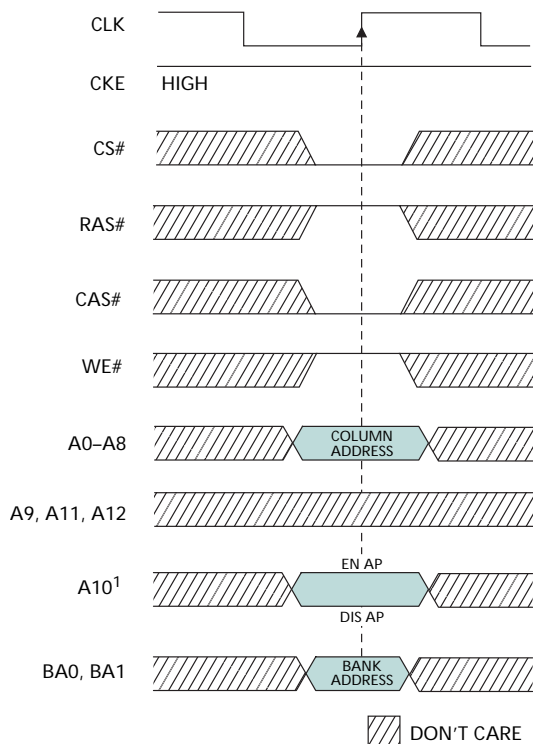 CLK
CKE HIGH
CS#
RAS#
CAS#
WE#
A0–A8 COLUMN
ADDRESS
A9, A11, A12
EN AP
A10¹
DIS AP
BA0, BA1 BANK
ADDRESS
DON'T CARE